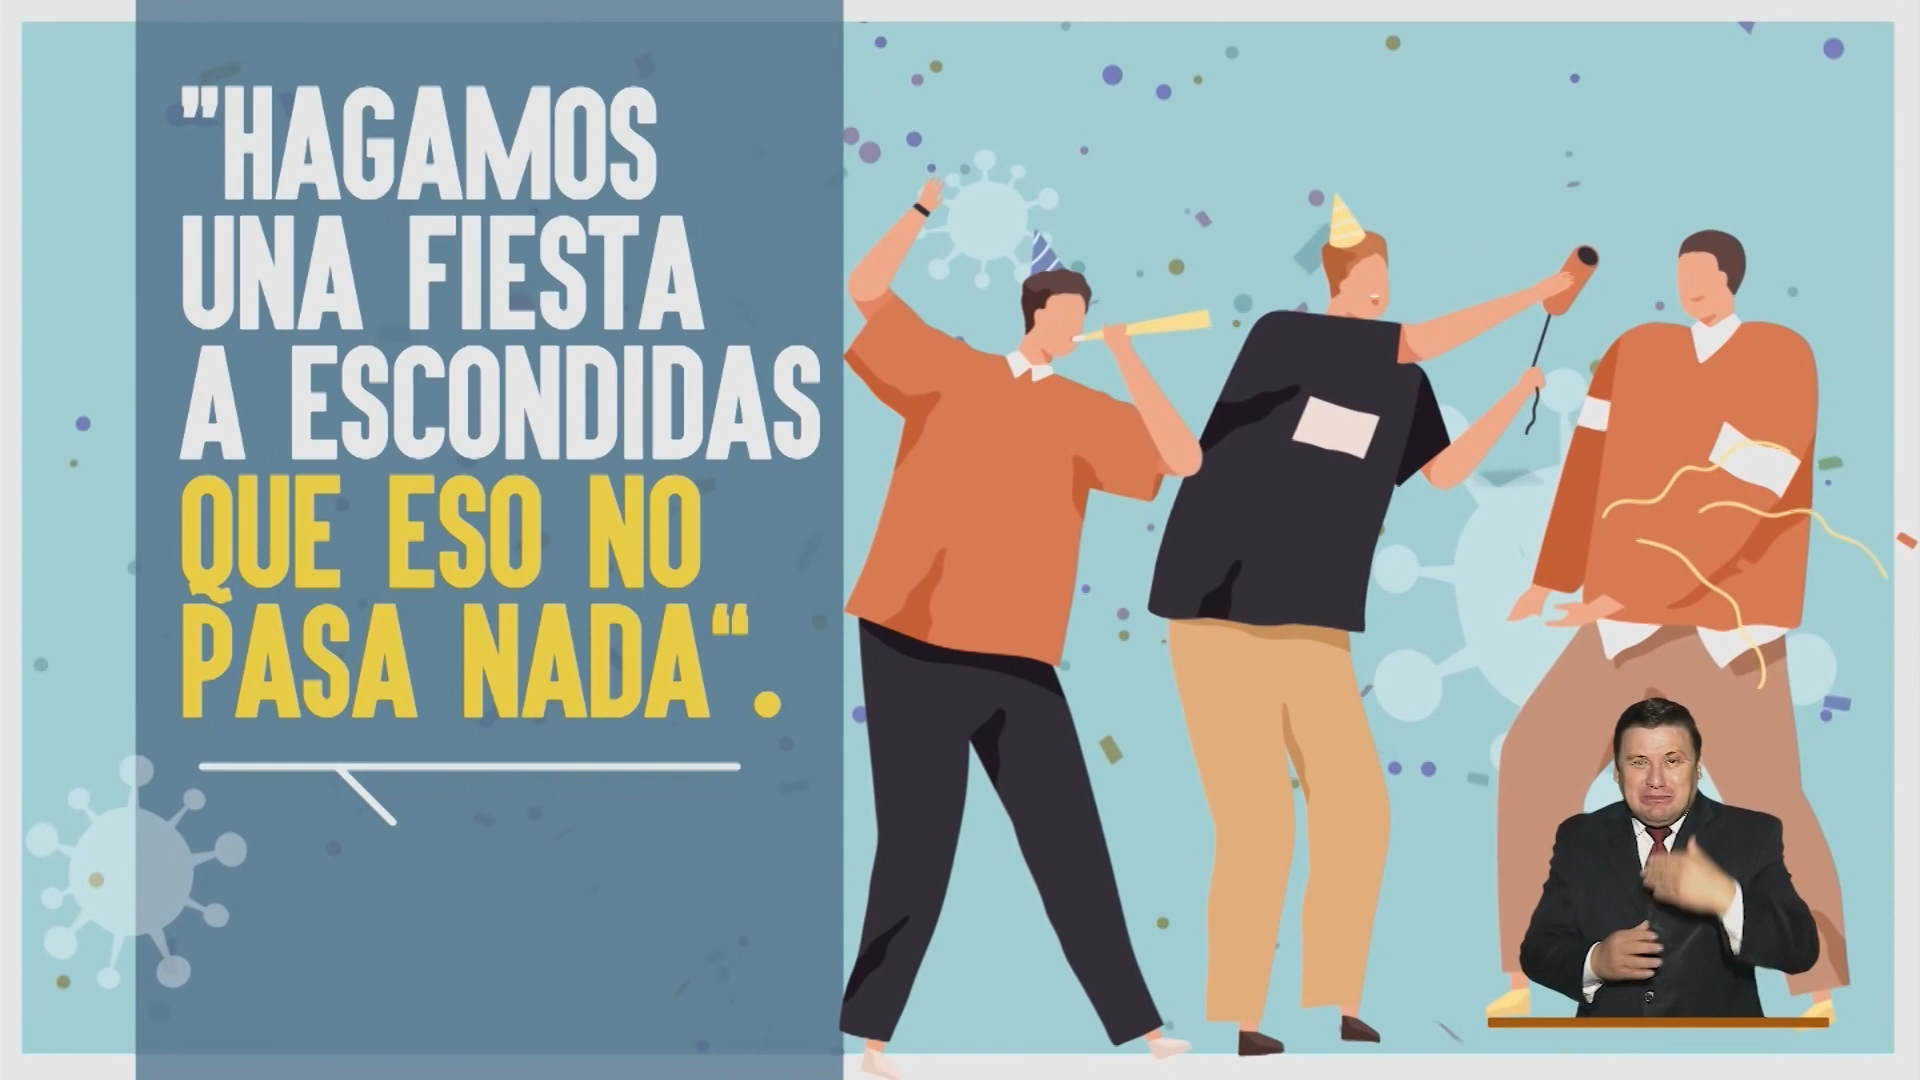 "HAGAMOS
UNA FIESTA
A ESCONDIDAS
QUE ESO NO
PASA NADA“.